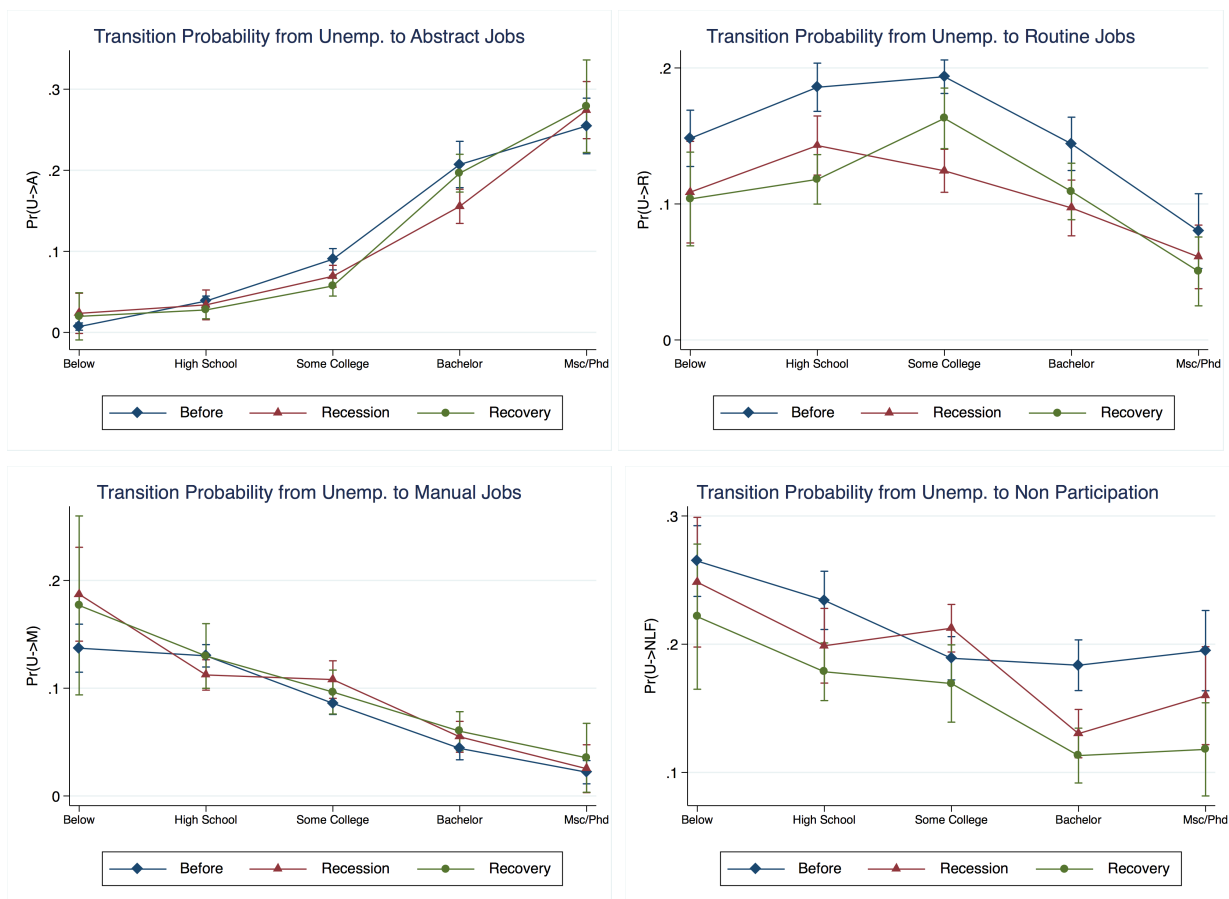 Transition Probability from Unemp. to Abstract Jobs
Pr(U->A)
.3
.2
.1
0
Below High School Some College Bachelor Msc/Phd
Before Recession Recovery
Transition Probability from Unemp. to Routine Jobs
Pr(U->R)
.2
.1
0
Below High School Some College Bachelor Msc/Phd
Before Recession Recovery
Transition Probability from Unemp. to Manual Jobs
Pr(U->M)
.2
.1
0
Below High School Some College Bachelor Msc/Phd
Before Recession Recovery
Transition Probability from Unemp. to Non Participation
Pr(U->NLF)
.3
.2
.1
Below High School Some College Bachelor Msc/Phd
Before Recession Recovery